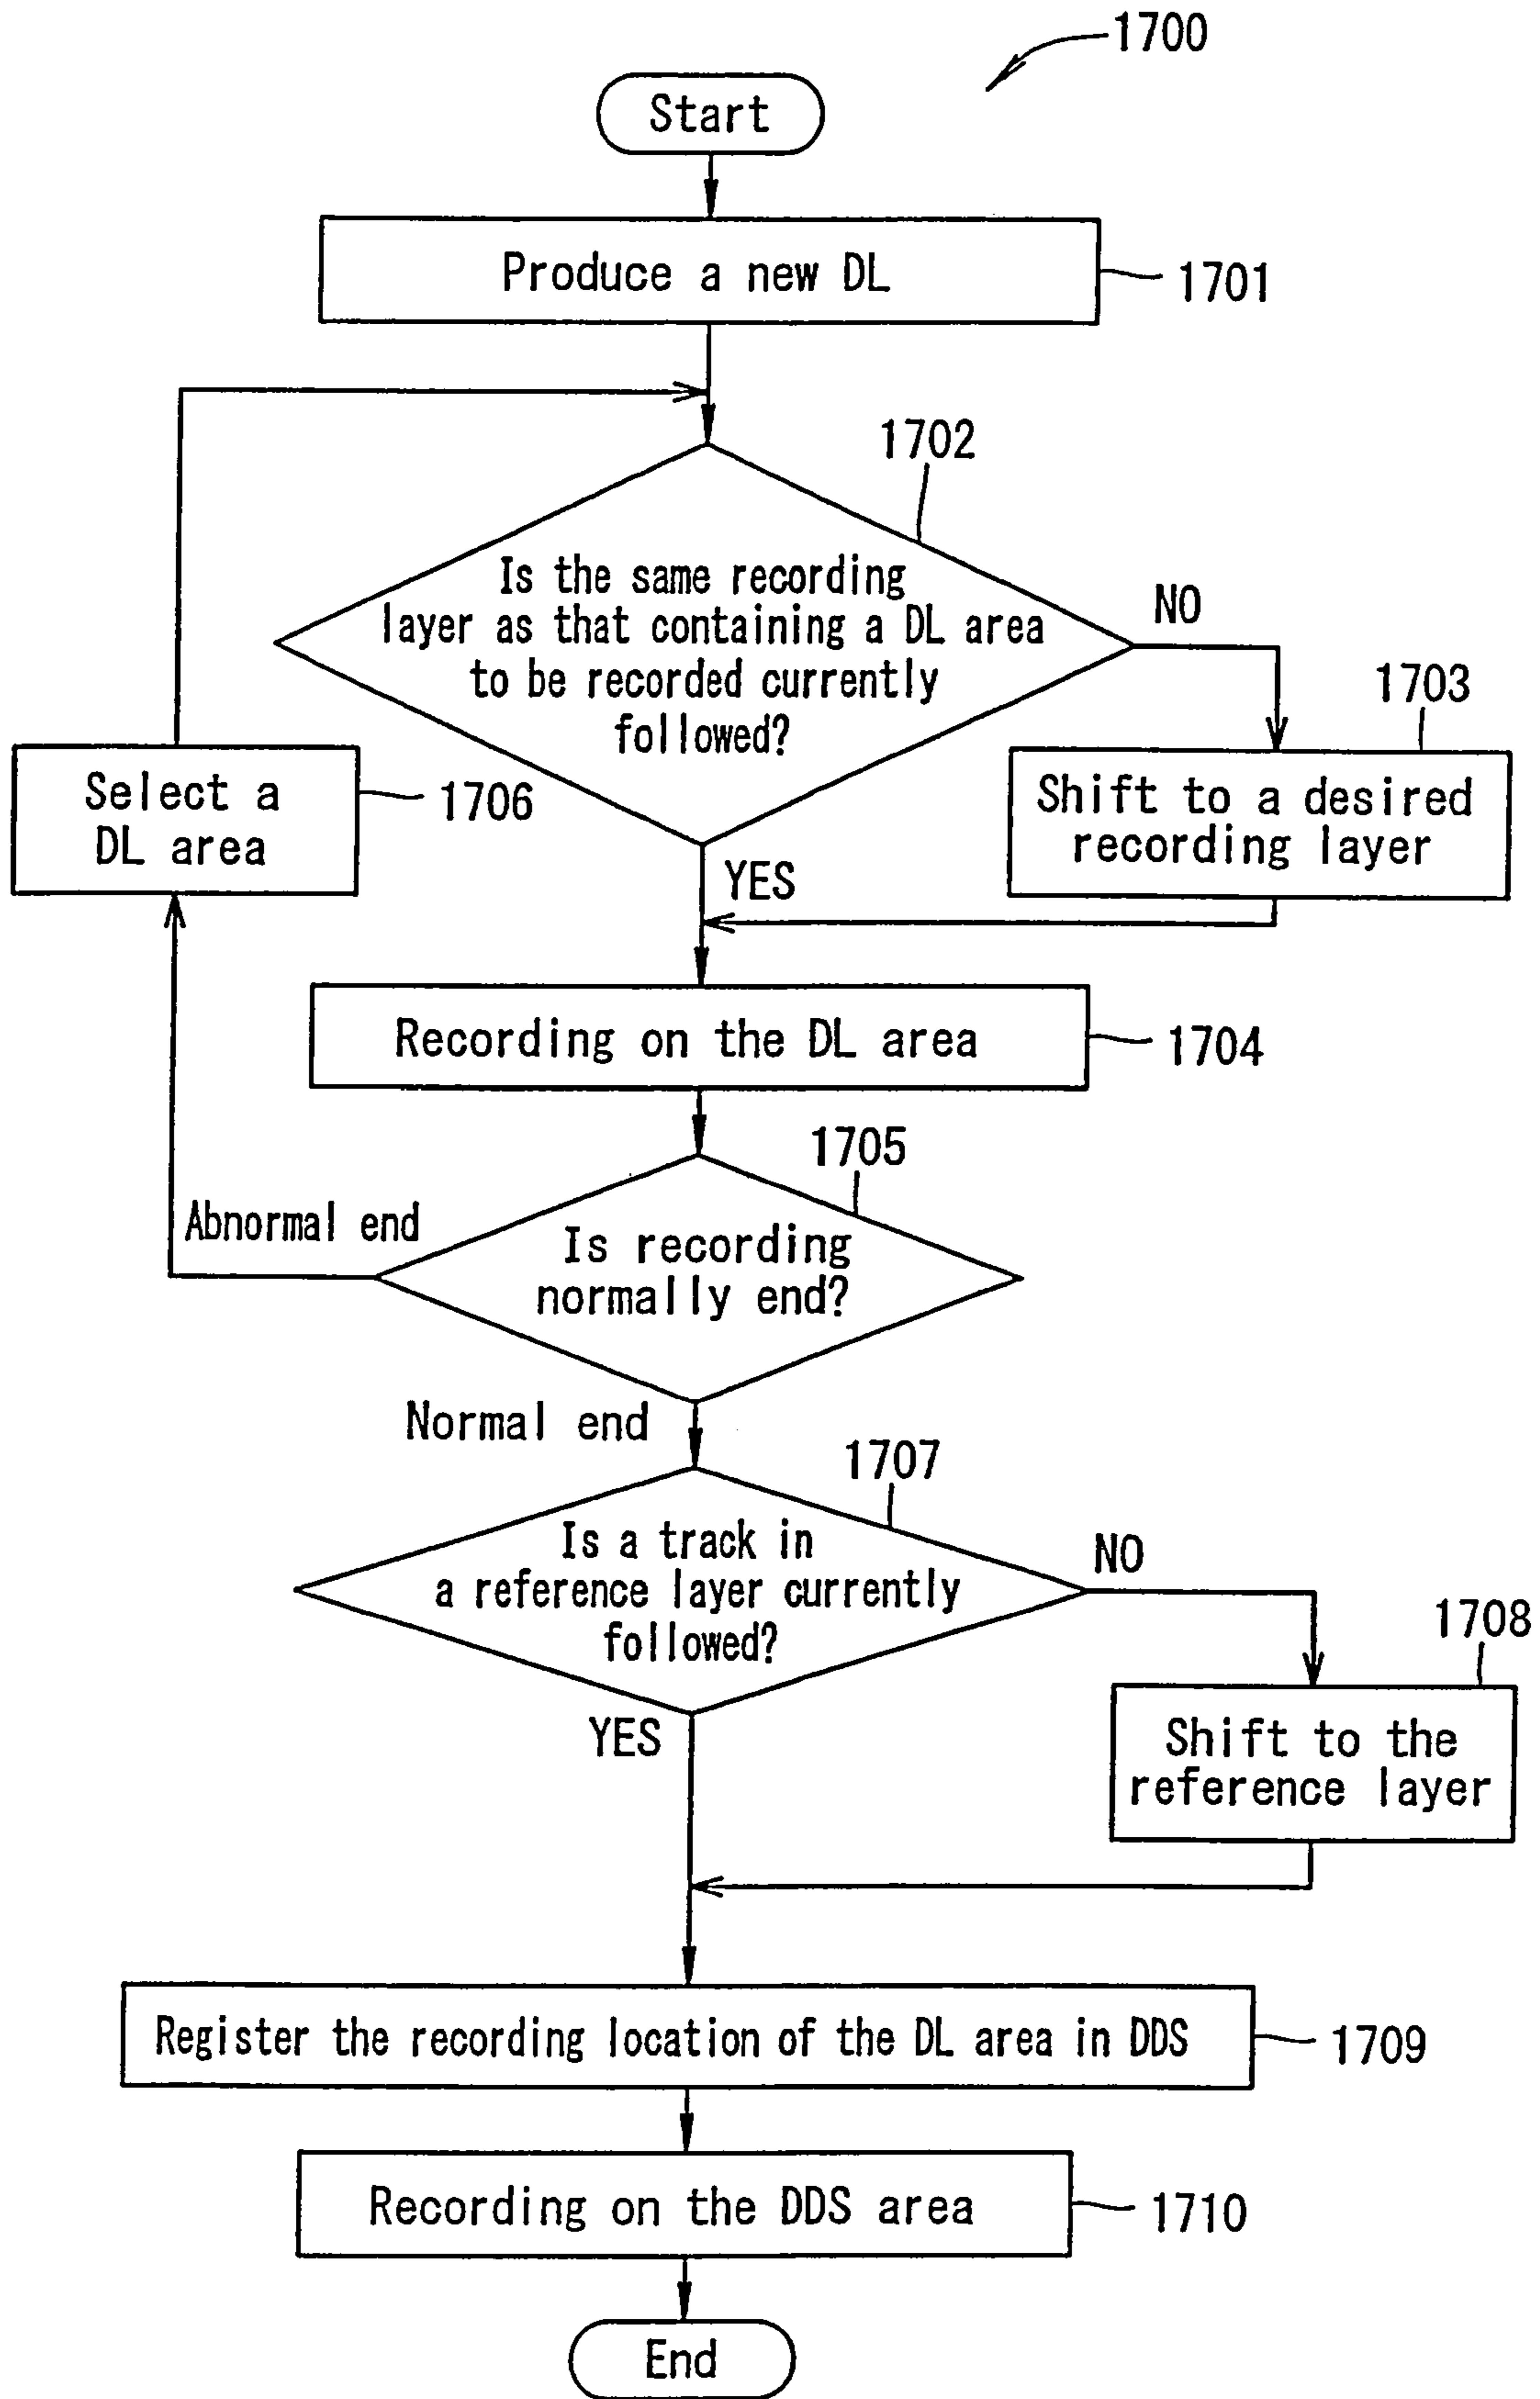 1700
Start
Produce a new DL
1701
1702
Is the same recording
layer as that containing a DL area
to be recorded currently
followed?
NO
1703
Shift to a desired
recording layer
Select a
DL area
1706
YES
Recording on the DL area
1704
1705
Abnormal end
Is recording
normally end?
Normal end
1707
Is a track in
a reference layer currently
followed?
NO
1708
Shift to the
reference layer
YES
Register the recording location of the DL area in DDS
1709
Recording on the DDS area
1710
End